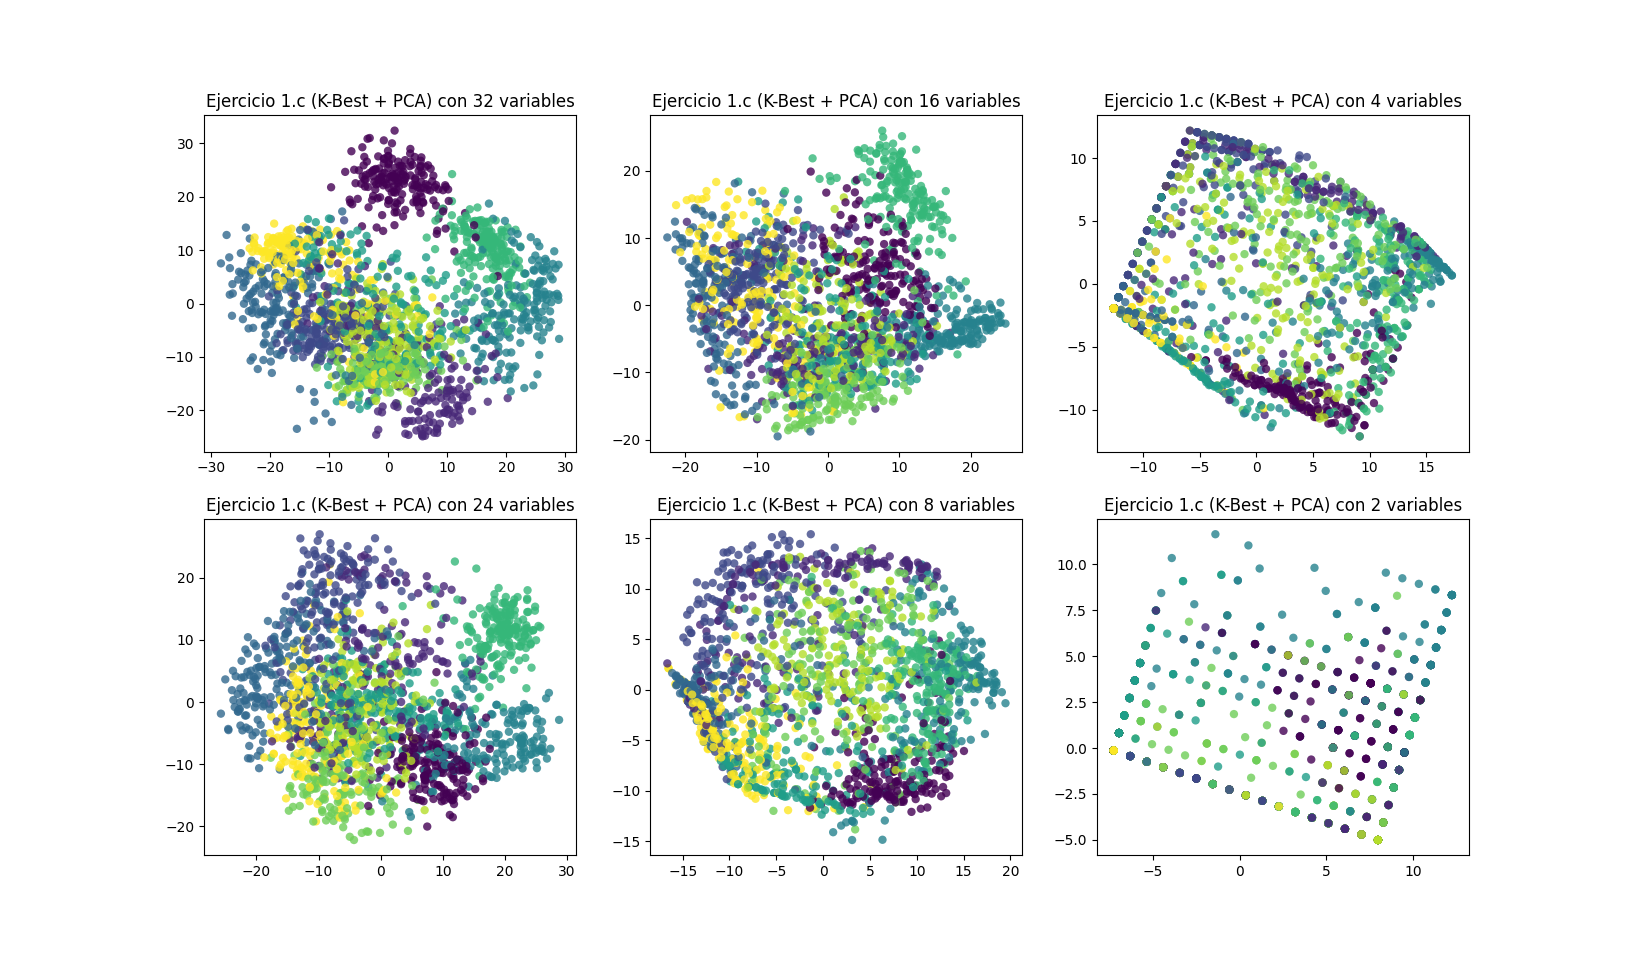 Ejercicio 1.c (K-Best + PCA) con 32 variables
30
20
10
0
−10
−20
−30 −20 −10 0 10 20 30
Ejercicio 1.c (K-Best + PCA) con 16 variables
20
10
0
−10
−20
−20 −10 0 10 20
Ejercicio 1.c (K-Best + PCA) con 4 variables
10
5
0
−5
−10
−10 −5 0 5 10 15
Ejercicio 1.c (K-Best + PCA) con 24 variables
20
10
0
−10
−20
−20 −10 0 10 20 30
Ejercicio 1.c (K-Best + PCA) con 8 variables
15
10
5
0
−5
−10
−15
−15 −10 −5 0 5 10 15 20
Ejercicio 1.c (K-Best + PCA) con 2 variables
10.0
7.5
5.0
2.5
0.0
−2.5
−5.0
−5 0 5 10